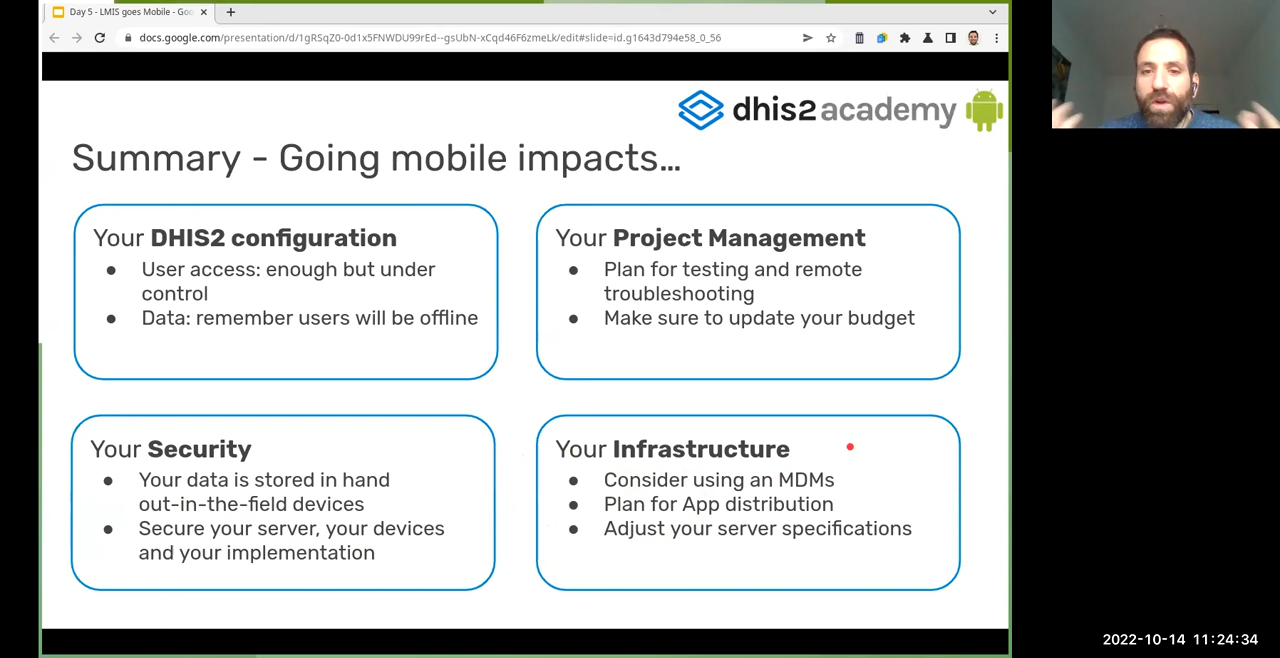 Day 5 - LMIS goes Mobile - Goo
docs.google.com/presentation/d/1gRSqZ0-0d1x5FNWDU99rEd--gsUbN-xCqd46F6zmeLk/edit#slide=id.g1643d794e58_0_56
dhis2 academy
Summary - Going mobile impacts…
Your DHIS2 configuration
● User access: enough but under
control
● Data: remember users will be offline
Your Project Management
● Plan for testing and remote
troubleshooting
● Make sure to update your budget
Your Security
● Your data is stored in hand
out-in-the-field devices
● Secure your server, your devices
and your implementation
Your Infrastructure
● Consider using an MDMs
● Plan for App distribution
● Adjust your server specifications
2022-10-14 11:24:34